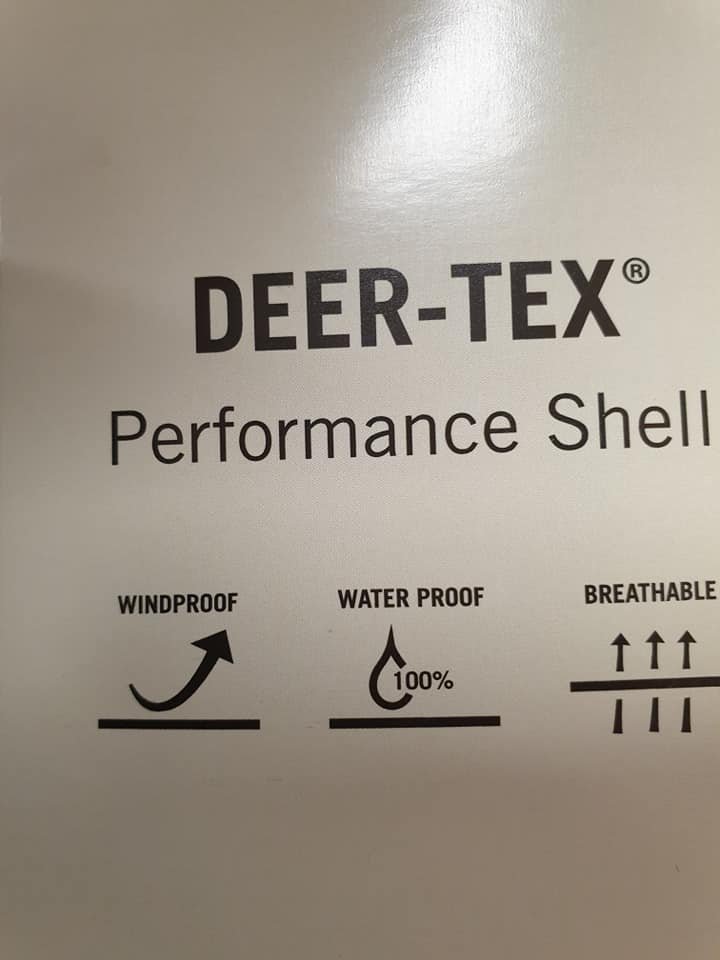 DEER-TEX®
Performance Shell
WINDPROOF
WATER PROOF
BREATHABLE
100%